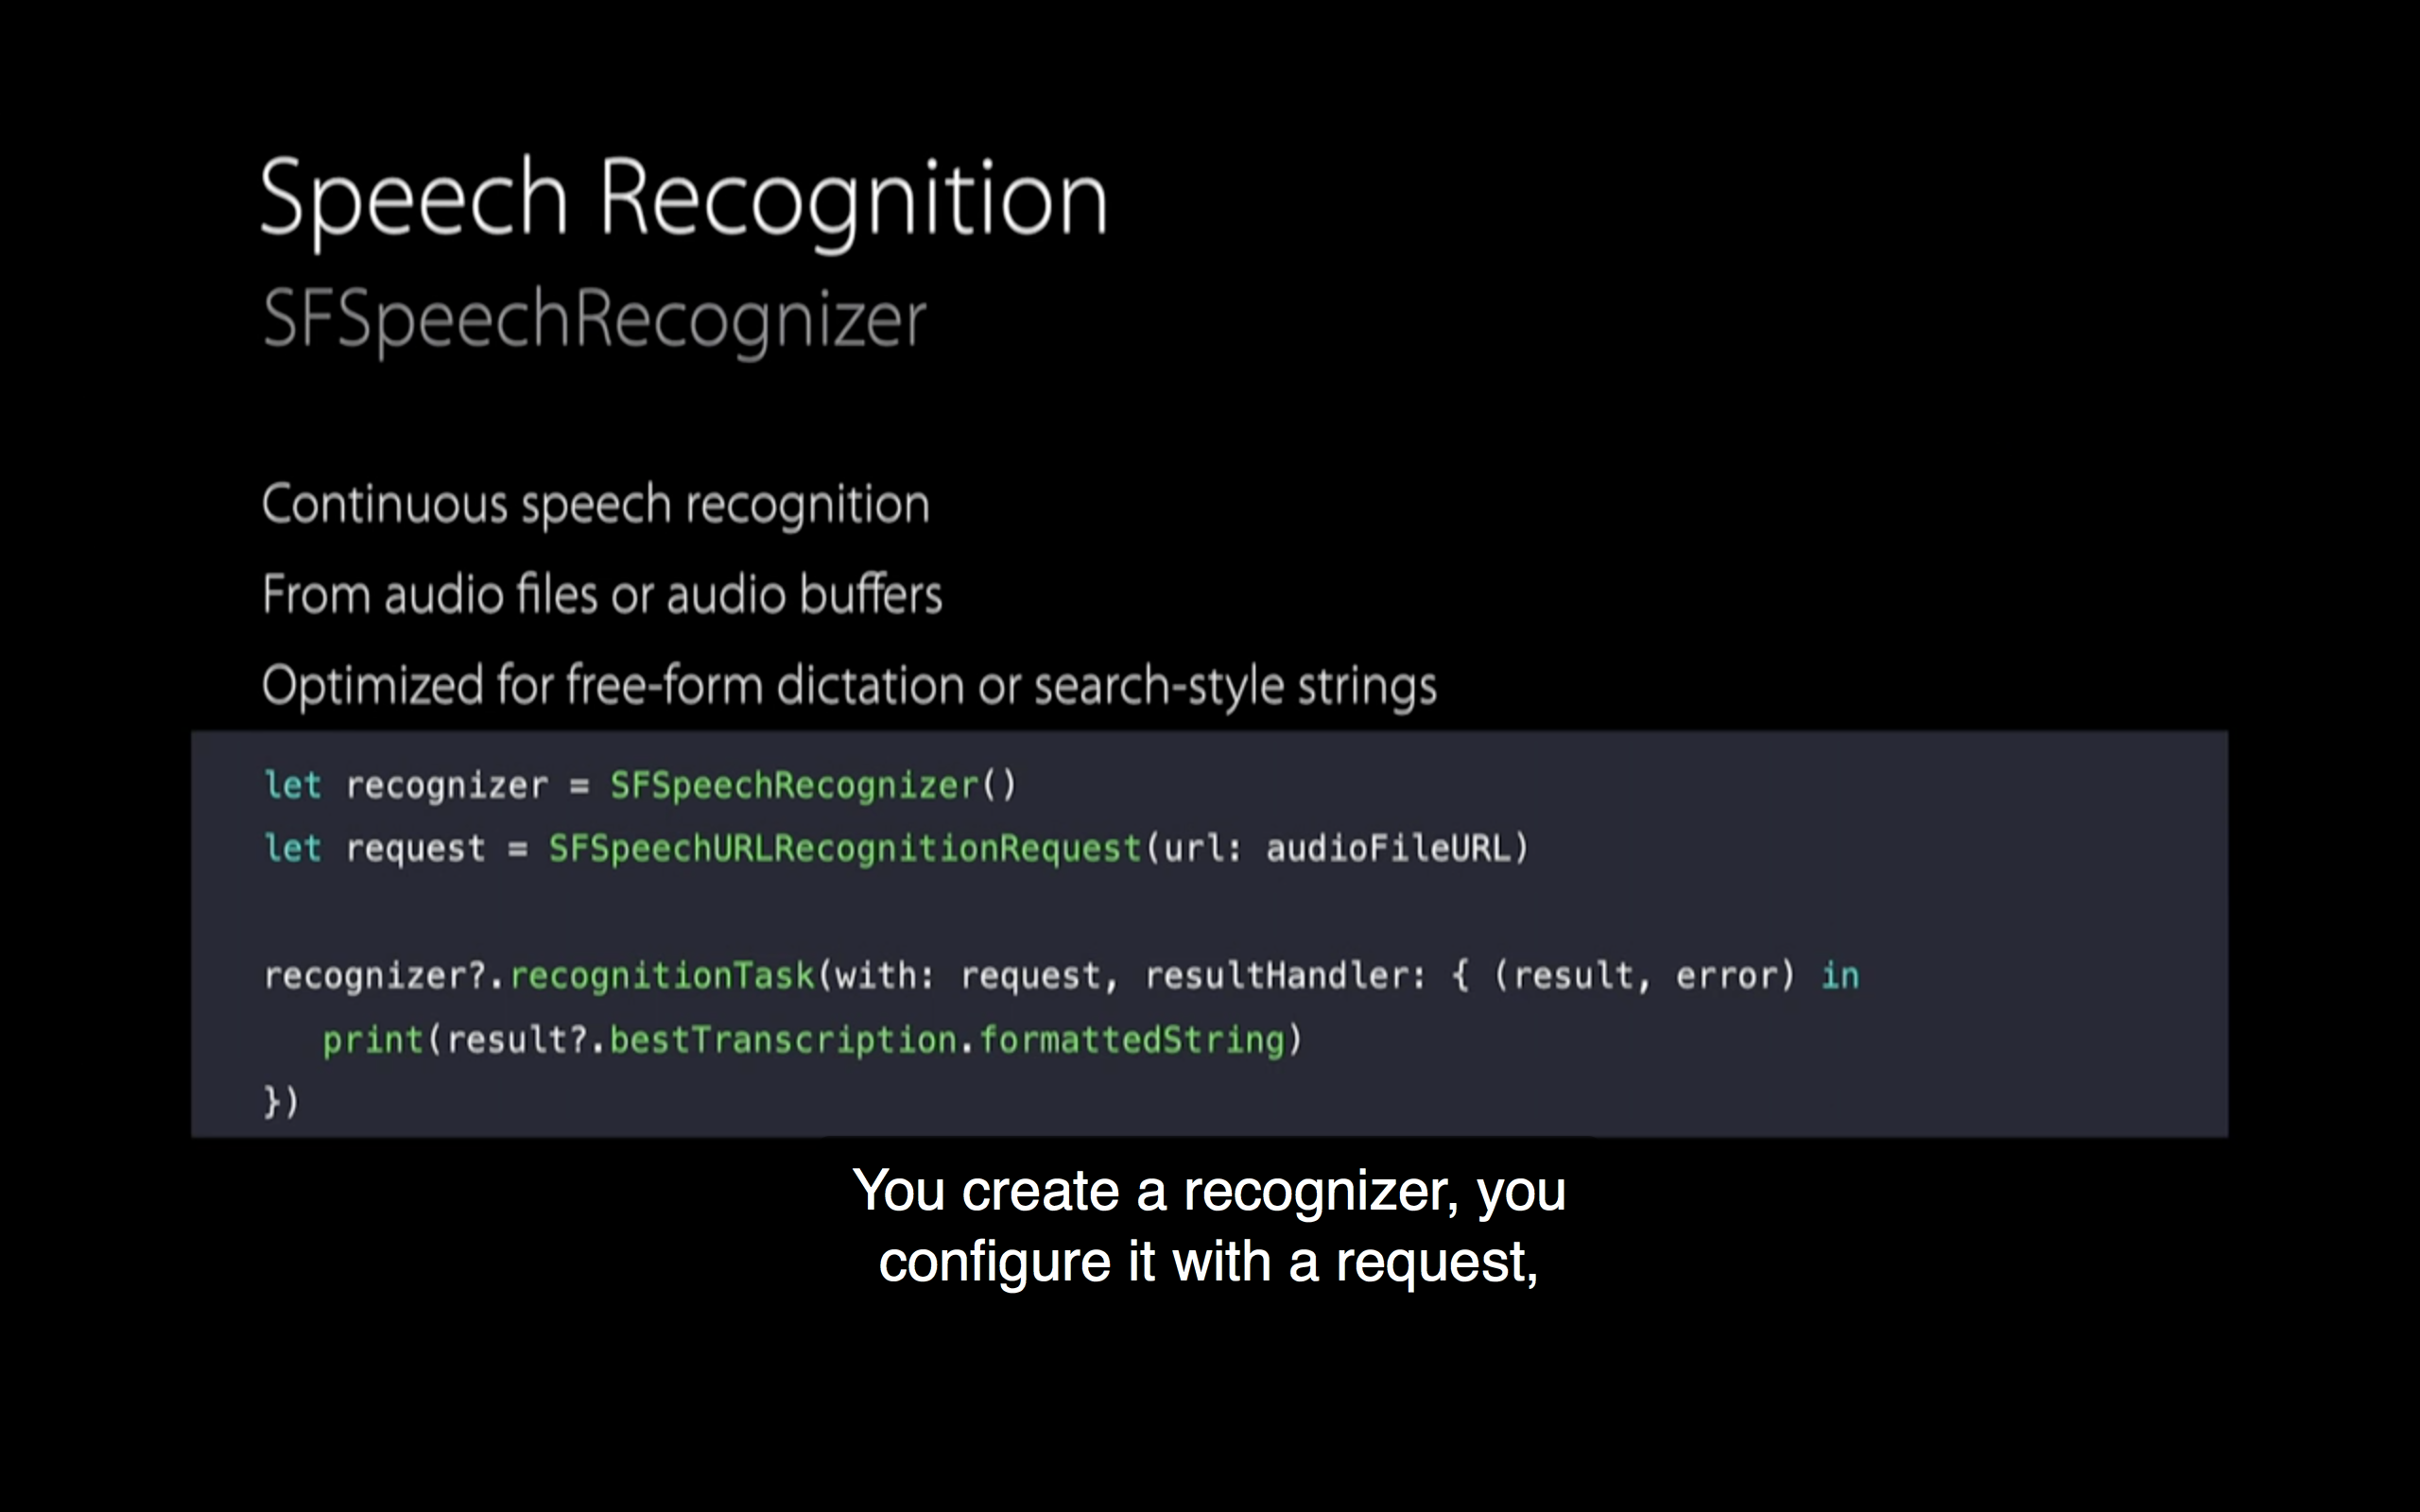 Speech Recognition
SFSpeechRecognizer
Continuous speech recognition
From audio files or audio buffers
Optimized for free-form dictation or search-style strings
let recognizer = SFSpeechRecognizer()
let request = SFSpeechURLRecognitionRequest(url: audioFileURL)
recognizer?.recognitionTask(with: request, resultHandler: { (result, error) in
   print(result?.bestTranscription.formattedString)
})
You create a recognizer, you
configure it with a request,